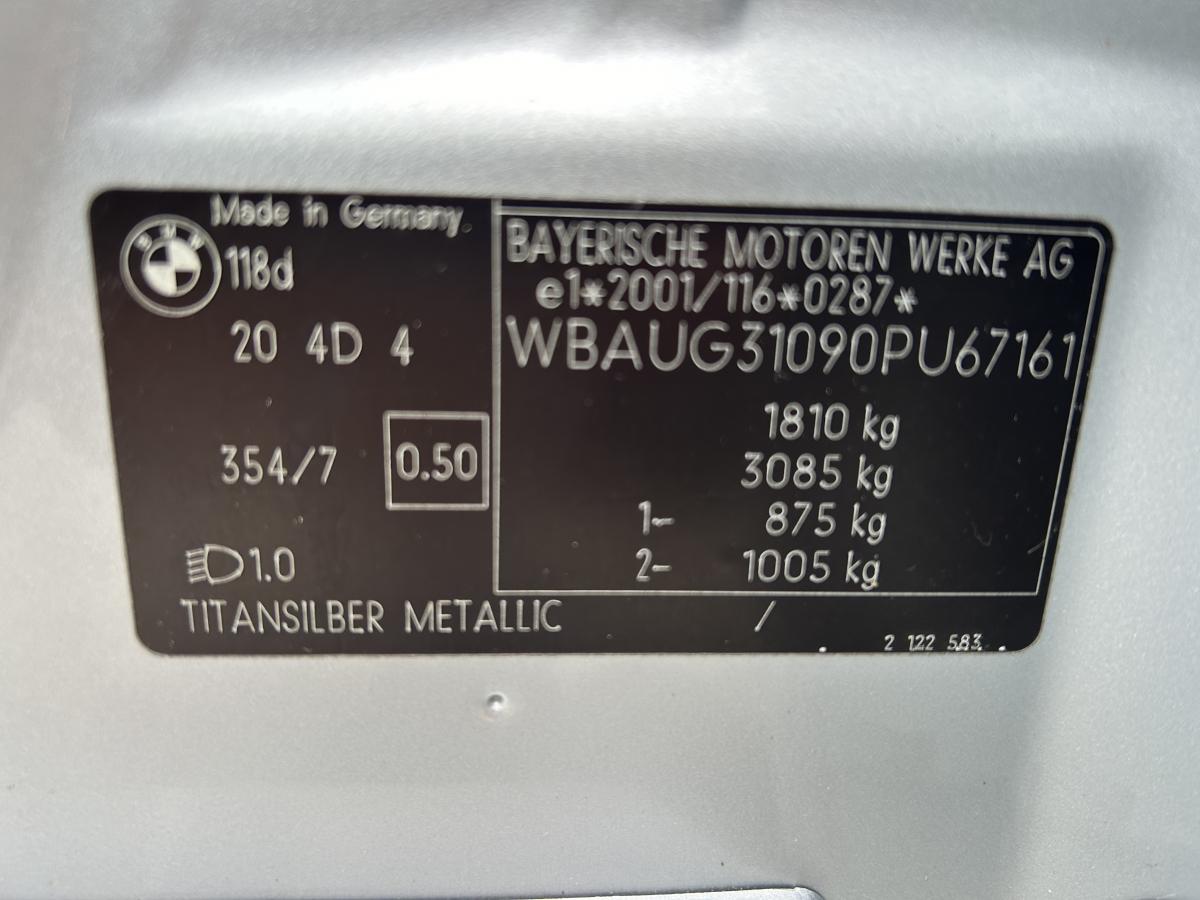 Made in Germany
BMW
118d
20 4D 4
354/7
0.50
1.0
TITANSILBER METALLIC
BAYERISCHE MOTOREN WERKE AG
e1*2001/116*0287*
WBAUG31090PU67161
1810 kg
3085 kg
1- 875 kg
2- 1005 kg
/
2 122 583